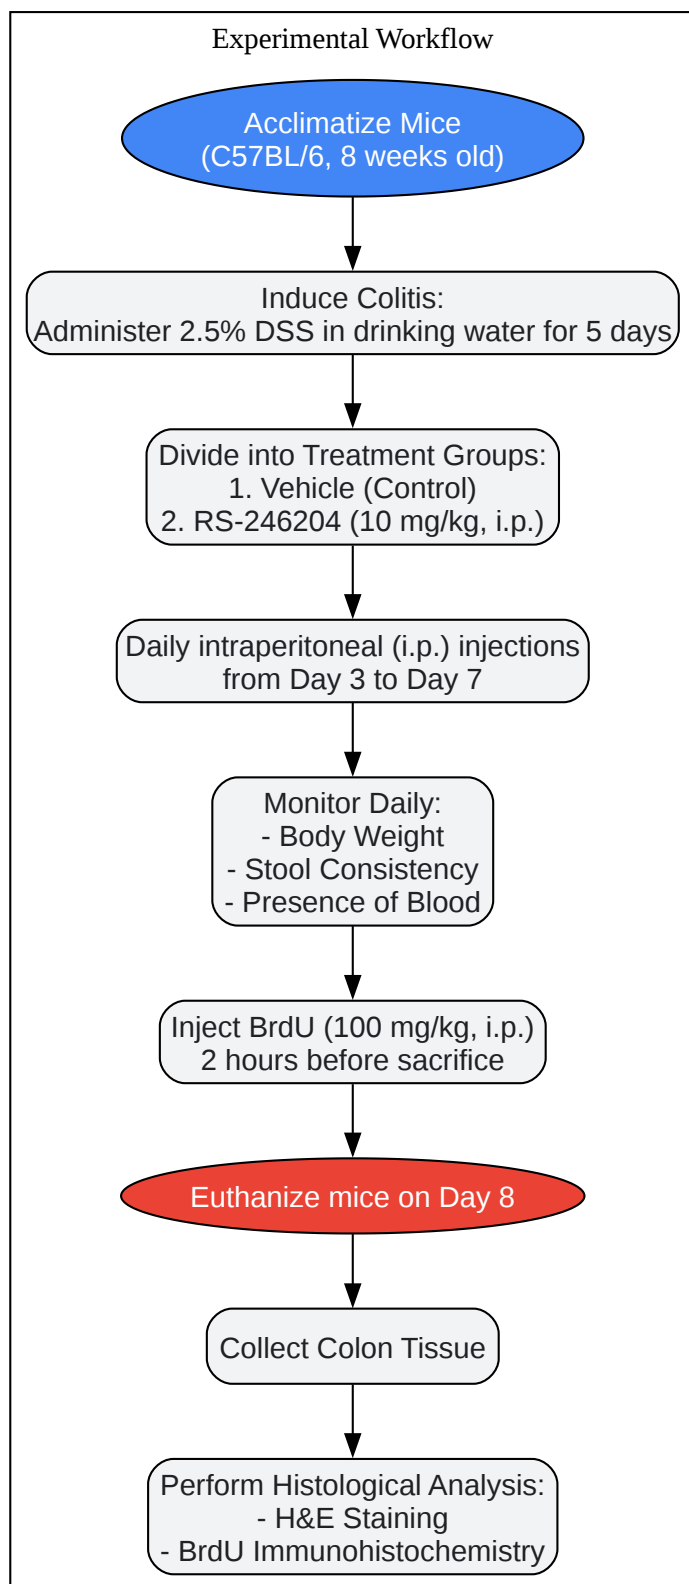 Experimental Workflow
Acclimatize Mice
(C57BL/6, 8 weeks old)
Induce Colitis:
Administer 2.5% DSS in drinking water for 5 days
Divide into Treatment Groups:
1. Vehicle (Control)
2. RS-246204 (10 mg/kg, i.p.)
Daily intraperitoneal (i.p.) injections
from Day 3 to Day 7
Monitor Daily:
- Body Weight
- Stool Consistency
- Presence of Blood
Inject BrdU (100 mg/kg, i.p.)
2 hours before sacrifice
Euthanize mice on Day 8
Collect Colon Tissue
Perform Histological Analysis:
- H&E Staining
- BrdU Immunohistochemistry